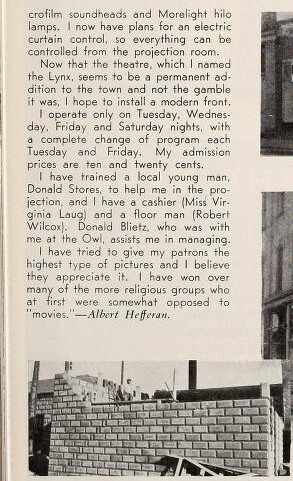 crofilm soundheads and Morelight hilo
lamps. I now have plans for an electric
curtain control, so everything can be
controlled from the projection room.
Now that the theatre, which I named
the Lynx, seems to be a permanent ad-
dition to the town and not the gamble
it was, I hope to install a modern front.
I operate only on Tuesday, Wednes-
day, Friday and Saturday nights, with
a complete change of program each
Tuesday and Friday. My admission
prices are ten and twenty cents.
I have trained a local young man,
Donald Stores, to help me in the pro-
jection, and I have a cashier (Miss Vir-
ginia Laug) and a floor man (Robert
Wilcox). Donald Blietz, who was with
me at the Owl, assists me in managing.
I have tried to give my patrons the
highest type of pictures and I believe
they appreciate it. I have won over
many of the more religious groups who
at first were somewhat opposed to
"movies."—Albert Hefferan.